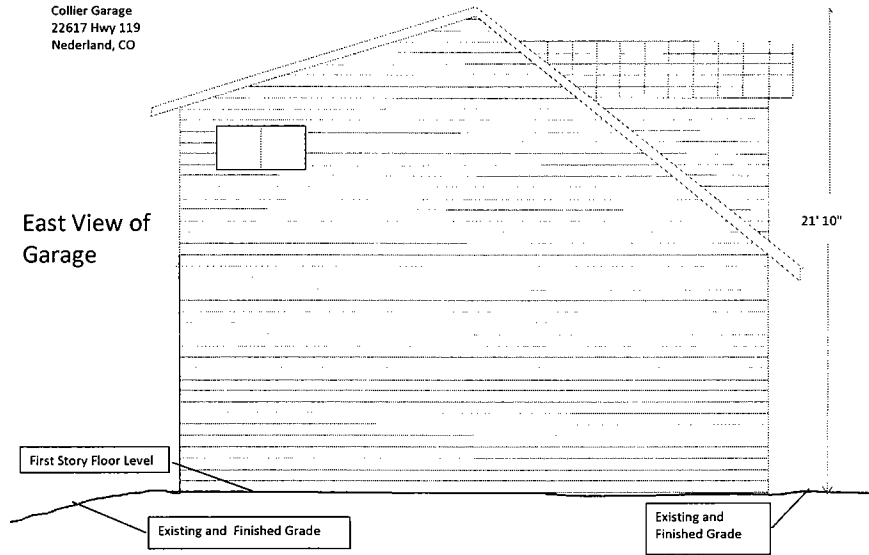 Collier Garage
22617 Hwy 119
Nederland, CO
East View of
Garage
21' 10"
First Story Floor Level
Existing and Finished Grade
Existing and
Finished Grade